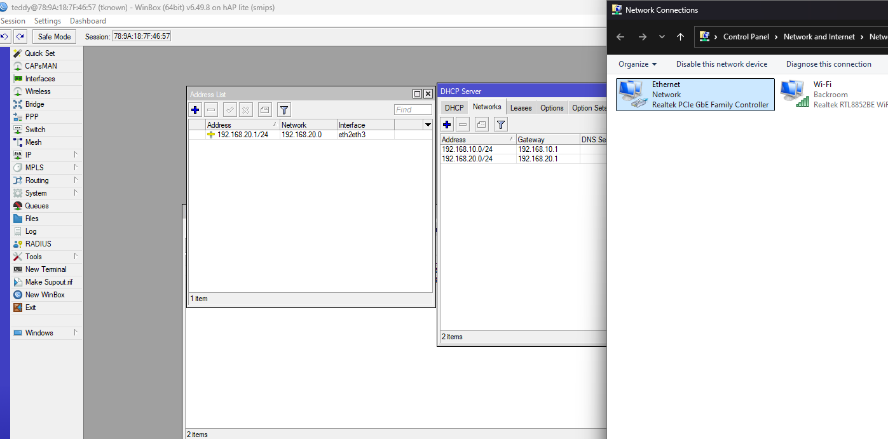 teddy@78:9A:18:7F:46:57 (tknown) - WinBox (64bit) v6.49.8 on hAP lite (smips)
Session Settings Dashboard
Safe Mode Session: 78:9A:18:7F:46:57
Quick Set
CAPsMAN
Interfaces
Wireless
Bridge
PPP
Switch
Mesh
IP
MPLS
Routing
System
Queues
Files
Log
RADIUS
Tools
New Terminal
Make Supout.rif
New WinBox
Exit
Windows
Address List
Find
Address Network Interface
192.168.20.1/24 192.168.20.0 eth2eth3
1 item
2 items
DHCP Server
DHCP Networks Leases Options Option Sets
Address Gateway DNS Se
192.168.10.0/24 192.168.10.1
192.168.20.0/24 192.168.20.1
2 items
Network Connections
Control Panel > Network and Internet > Netw
Organize Disable this network device Diagnose this connection
Ethernet
Network
Realtek PCIe GbE Family Controller
Wi-Fi
Backroom
Realtek RTL8852BE WiF